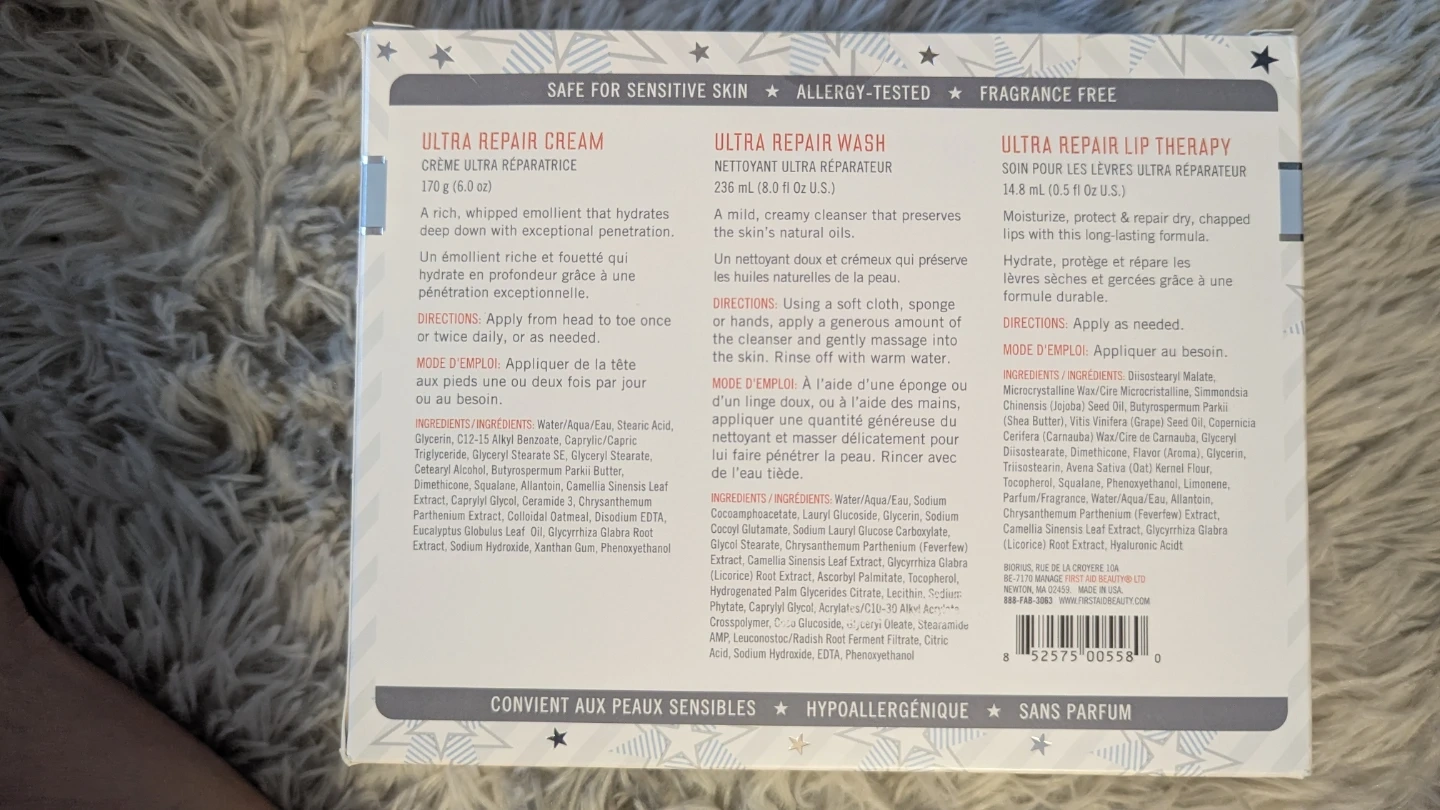 SAFE FOR SENSITIVE SKIN ★ ALLERGY-TESTED ★ FRAGRANCE FREE
ULTRA REPAIR CREAM
CRÈME ULTRA RÉPARATRICE
170 g (6.0 oz)
A rich, whipped emollient that hydrates
deep down with exceptional penetration.
Un émollient riche et fouetté qui
hydrate en profondeur grâce à une
pénétration exceptionnelle.
DIRECTIONS: Apply from head to toe once
or twice daily, or as needed.
MODE D'EMPLOI: Appliquer de la tête
aux pieds une ou deux fois par jour
ou au besoin.
INGREDIENTS/INGRÉDIENTS: Water/Aqua/Eau, Stearic Acid,
Glycerin, C12-15 Alkyl Benzoate, Caprylic/Capric
Triglyceride, Glyceryl Stearate SE, Glyceryl Stearate,
Cetearyl Alcohol, Butyrospermum Parkii Butter,
Dimethicone, Squalane, Allantoin, Camellia Sinensis Leaf
Extract, Caprylyl Glycol, Ceramide 3, Chrysanthemum
Parthenium Extract, Colloidal Oatmeal, Disodium EDTA,
Eucalyptus Globulus Leaf Oil, Glycyrrhiza Glabra Root
Extract, Sodium Hydroxide, Xanthan Gum, Phenoxyethanol
ULTRA REPAIR WASH
NETTOYANT ULTRA RÉPARATEUR
236 mL (8.0 fl Oz U.S.)
A mild, creamy cleanser that preserves
the skin's natural oils.
Un nettoyant doux et crémeux qui préserve
les huiles naturelles de la peau.
DIRECTIONS: Using a soft cloth, sponge
or hands, apply a generous amount of
the cleanser and gently massage into
the skin. Rinse off with warm water.
MODE D'EMPLOI: À l'aide d'une éponge ou
d'un linge doux, ou à l'aide des mains,
appliquer une quantité généreuse du
nettoyant et masser délicatement pour
lui faire pénétrer la peau. Rincer avec
de l'eau tiède.
INGREDIENTS/INGRÉDIENTS: Water/Aqua/Eau, Sodium
Cocoamphoacetate, Lauryl Glucoside, Glycerin, Sodium
Cocoyl Glutamate, Sodium Lauryl Glucose Carboxylate,
Glycol Stearate, Chrysanthemum Parthenium (Feverfew)
Extract, Camellia Sinensis Leaf Extract, Glycyrrhiza Glabra
(Licorice) Root Extract, Ascorbyl Palmitate, Tocopherol,
Hydrogenated Palm Glycerides Citrate, Lecithin, Sodium
Phytate, Caprylyl Glycol, Acrylates/C10-30 Alkyl Acrylate
Crosspolymer, Coco Glucoside, Glyceryl Oleate, Stearamide
AMP, Leuconostoc/Radish Root Ferment Filtrate, Citric
Acid, Sodium Hydroxide, EDTA, Phenoxyethanol
ULTRA REPAIR LIP THERAPY
SOIN POUR LES LÈVRES ULTRA RÉPARATEUR
14.8 mL (0.5 fl Oz U.S.)
Moisturize, protect & repair dry, chapped
lips with this long-lasting formula.
Hydrate, protège et répare les
lèvres sèches et gercées grâce à une
formule durable.
DIRECTIONS: Apply as needed.
MODE D'EMPLOI: Appliquer au besoin.
INGREDIENTS/INGRÉDIENTS: Diisostearyl Malate,
Microcrystalline Wax/Cire Microcristalline, Simmondsia
Chinensis (Jojoba) Seed Oil, Butyrospermum Parkii
(Shea Butter), Vitis Vinifera (Grape) Seed Oil, Copernicia
Cerifera (Carnauba) Wax/Cire de Carnauba, Glyceryl
Diisostearate, Dimethicone, Flavor (Aroma), Glycerin,
Triisostearin, Avena Sativa (Oat) Kernel Flour,
Tocopherol, Squalane, Phenoxyethanol, Limonene,
Parfum/Fragrance, Water/Aqua/Eau, Allantoin,
Chrysanthemum Parthenium (Feverfew) Extract,
Camellia Sinensis Leaf Extract, Glycyrrhiza Glabra
(Licorice) Root Extract, Hyaluronic Acidt
BIORIUS, RUE DE LA CROYERE 10A
BE-7170 MANAGE FIRST AID BEAUTY® LTD
NEWTON, MA 02459. MADE IN USA.
888-FAB-3063 WWW.FIRSTAIDBEAUTY.COM
8 52575 00558 0
CONVIENT AUX PEAUX SENSIBLES ★ HYPOALLERGÉNIQUE ★ SANS PARFUM